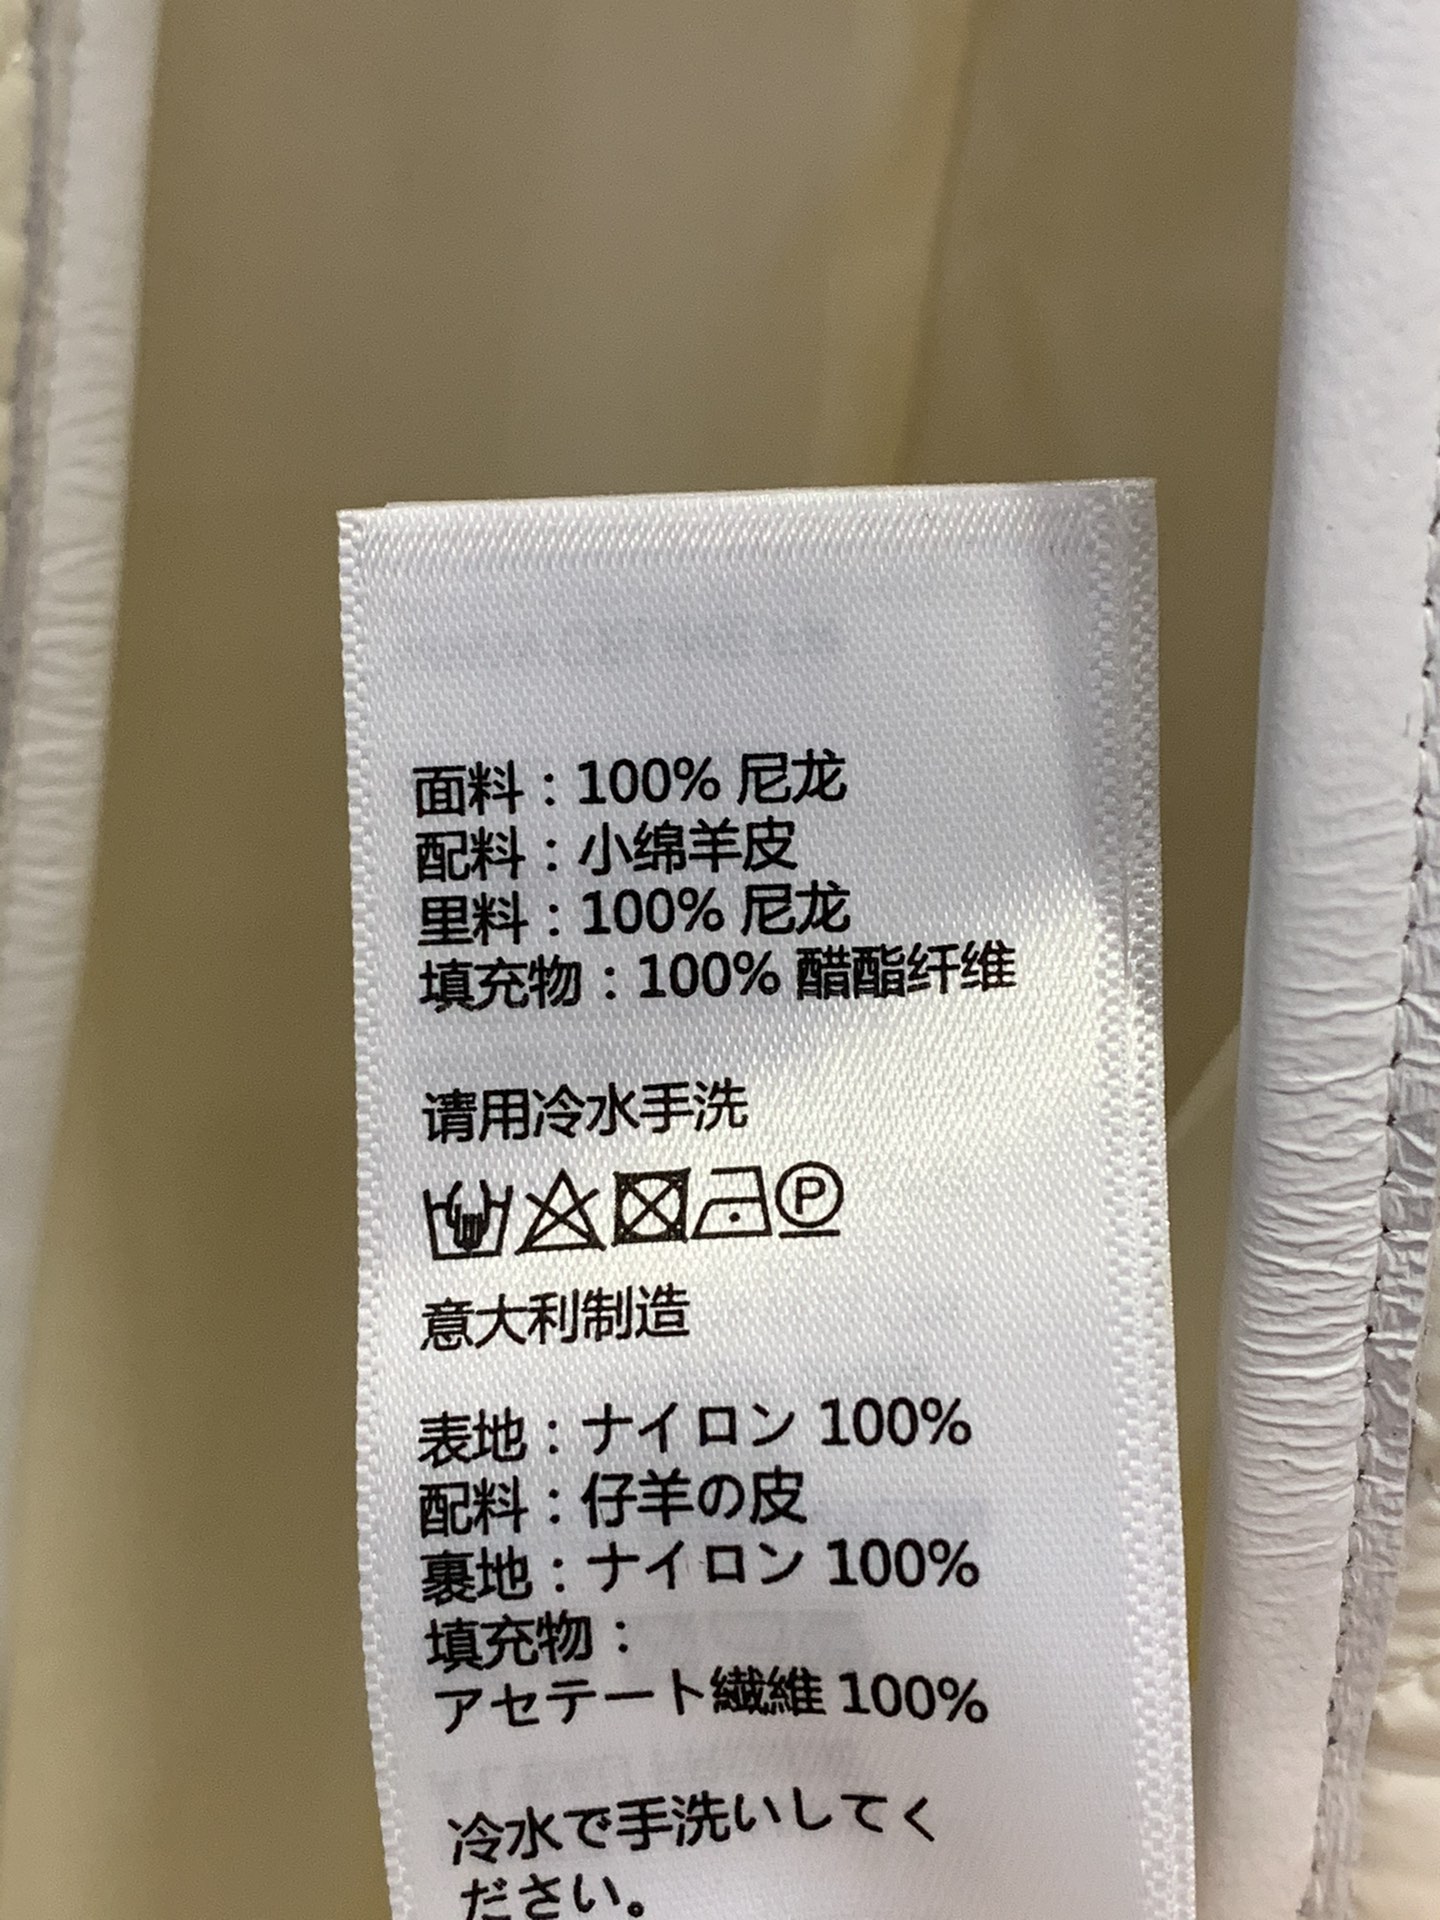 面料：100% 尼龙
配料：小绵羊皮
里料：100% 尼龙
填充物：100% 醋酯纤维
请用冷水手洗
P
意大利制造
表地：ナイロン 100%
配料：仔羊の皮
裏地：ナイロン 100%
填充物：
アセテート繊維 100%
冷水で手洗いしてく
ださい。